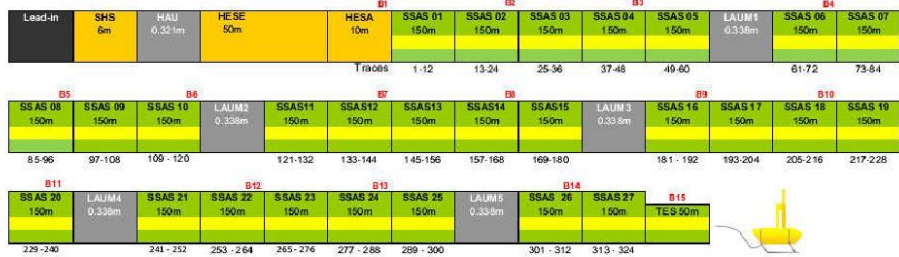 B1 B2 B3 B4
Lead-in SHS HAU HESE HESA SSAS 01 SSAS 02 SSAS 03 SSAS 04 SSAS 05 LAUM1 SSAS 06 SSAS 07
6m 0.321m 50m 10m 150m 150m 150m 150m 150m 0.338m 150m 150m
Traces 1-12 13-24 25-36 37-48 49-60 61-72 73-84
B5 B6 B7 B8 B9 B10
SSAS 08 SSAS 09 SSAS 10 LAUM2 SSAS11 SSAS12 SSAS13 SSAS14 SSAS15 LAUM3 SSAS 16 SSAS 17 SSAS 18 SSAS 19
150m 150m 150m 0.338m 150m 150m 150m 150m 150m 0.338m 150m 150m 150m 150m
85-96 97-108 109 - 120 121-132 133-144 145-156 157-168 169-180 181 - 192 193-204 205-216 217-228
B11 B12 B13 B14 B15
SSAS 20 LAUM4 SSAS 21 SSAS 22 SSAS 23 SSAS 24 SSAS 25 LAUM5 SSAS 26 SSAS 27 TES 50m
150m 0.338m 150m 150m 150m 150m 150m 0.338m 150m 150m
229-240 241 - 252 253 - 264 265 - 276 277 - 288 289 - 300 301 - 312 313 - 324